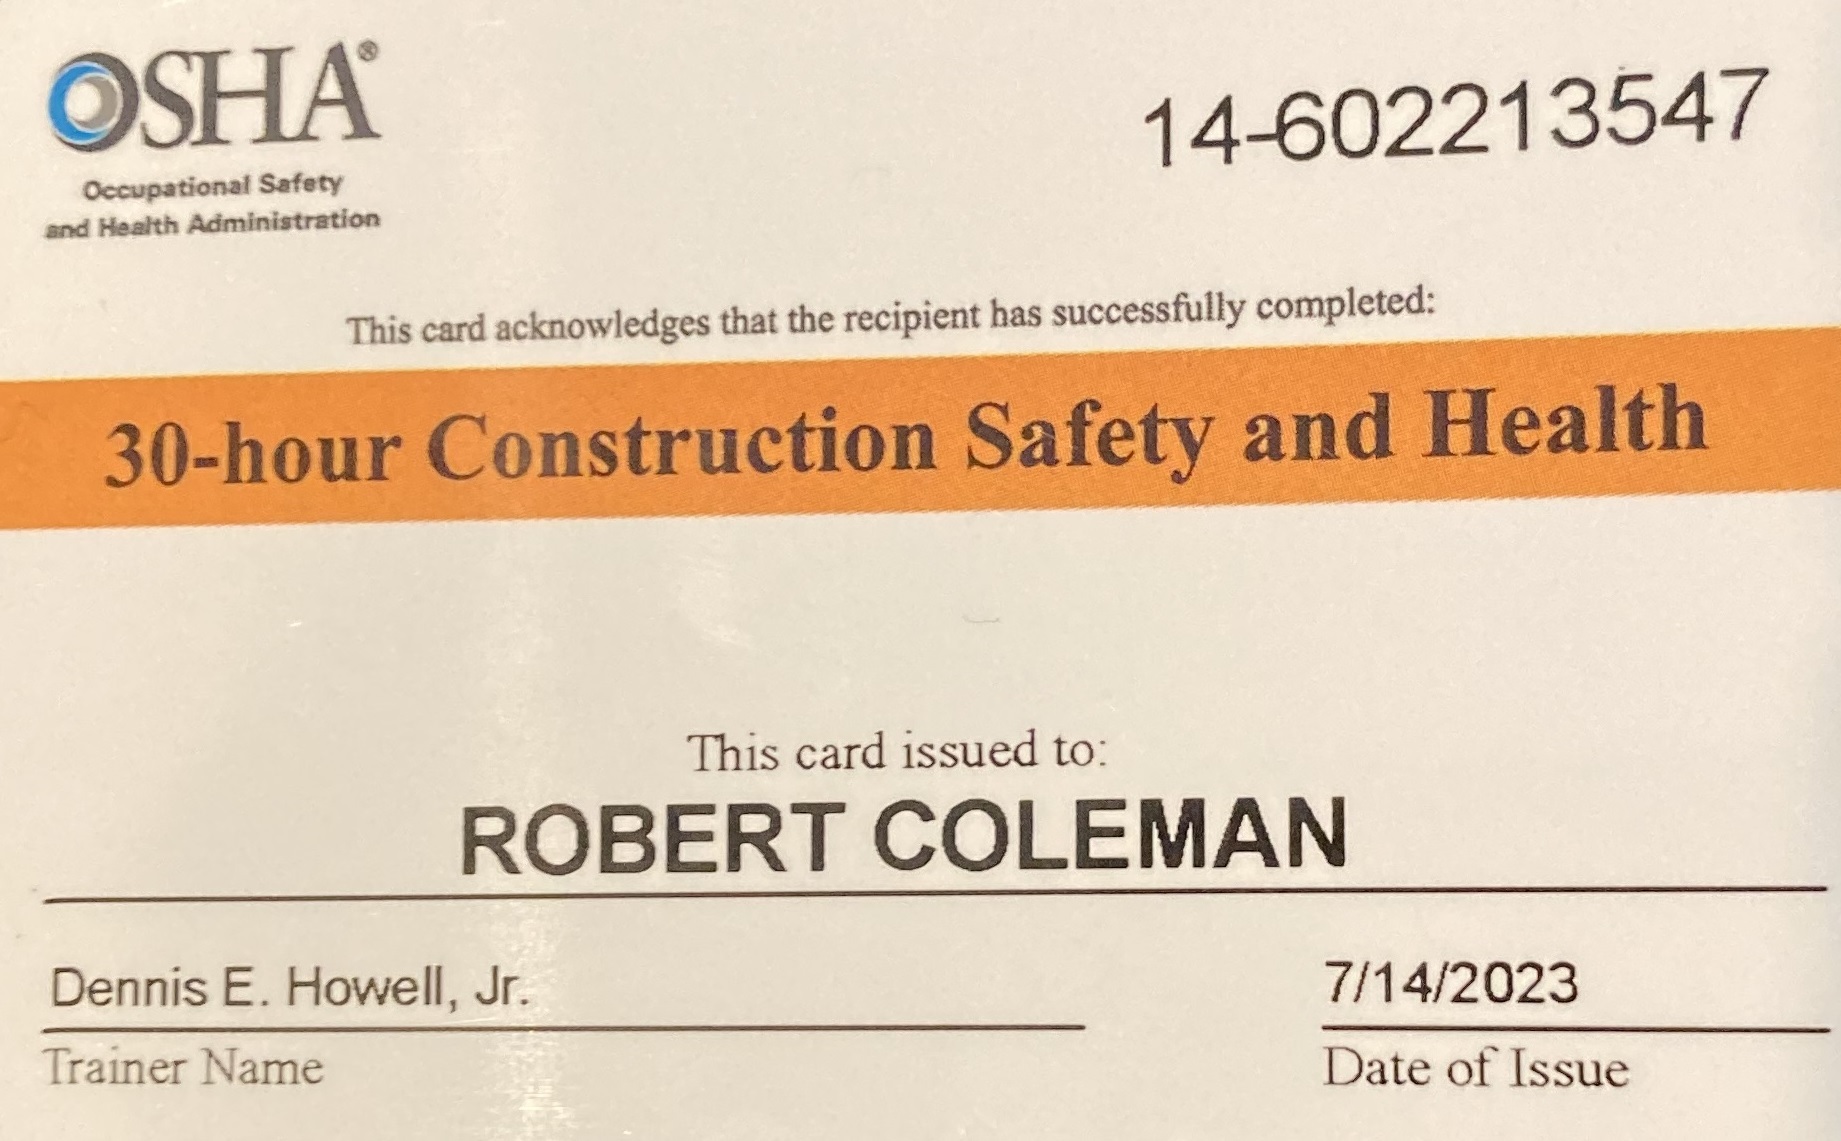 OSHA®
Occupational Safety
and Health Administration
14-602213547
This card acknowledges that the recipient has successfully completed:
30-hour Construction Safety and Health
This card issued to:
ROBERT COLEMAN
Dennis E. Howell, Jr.
7/14/2023
Trainer Name
Date of Issue